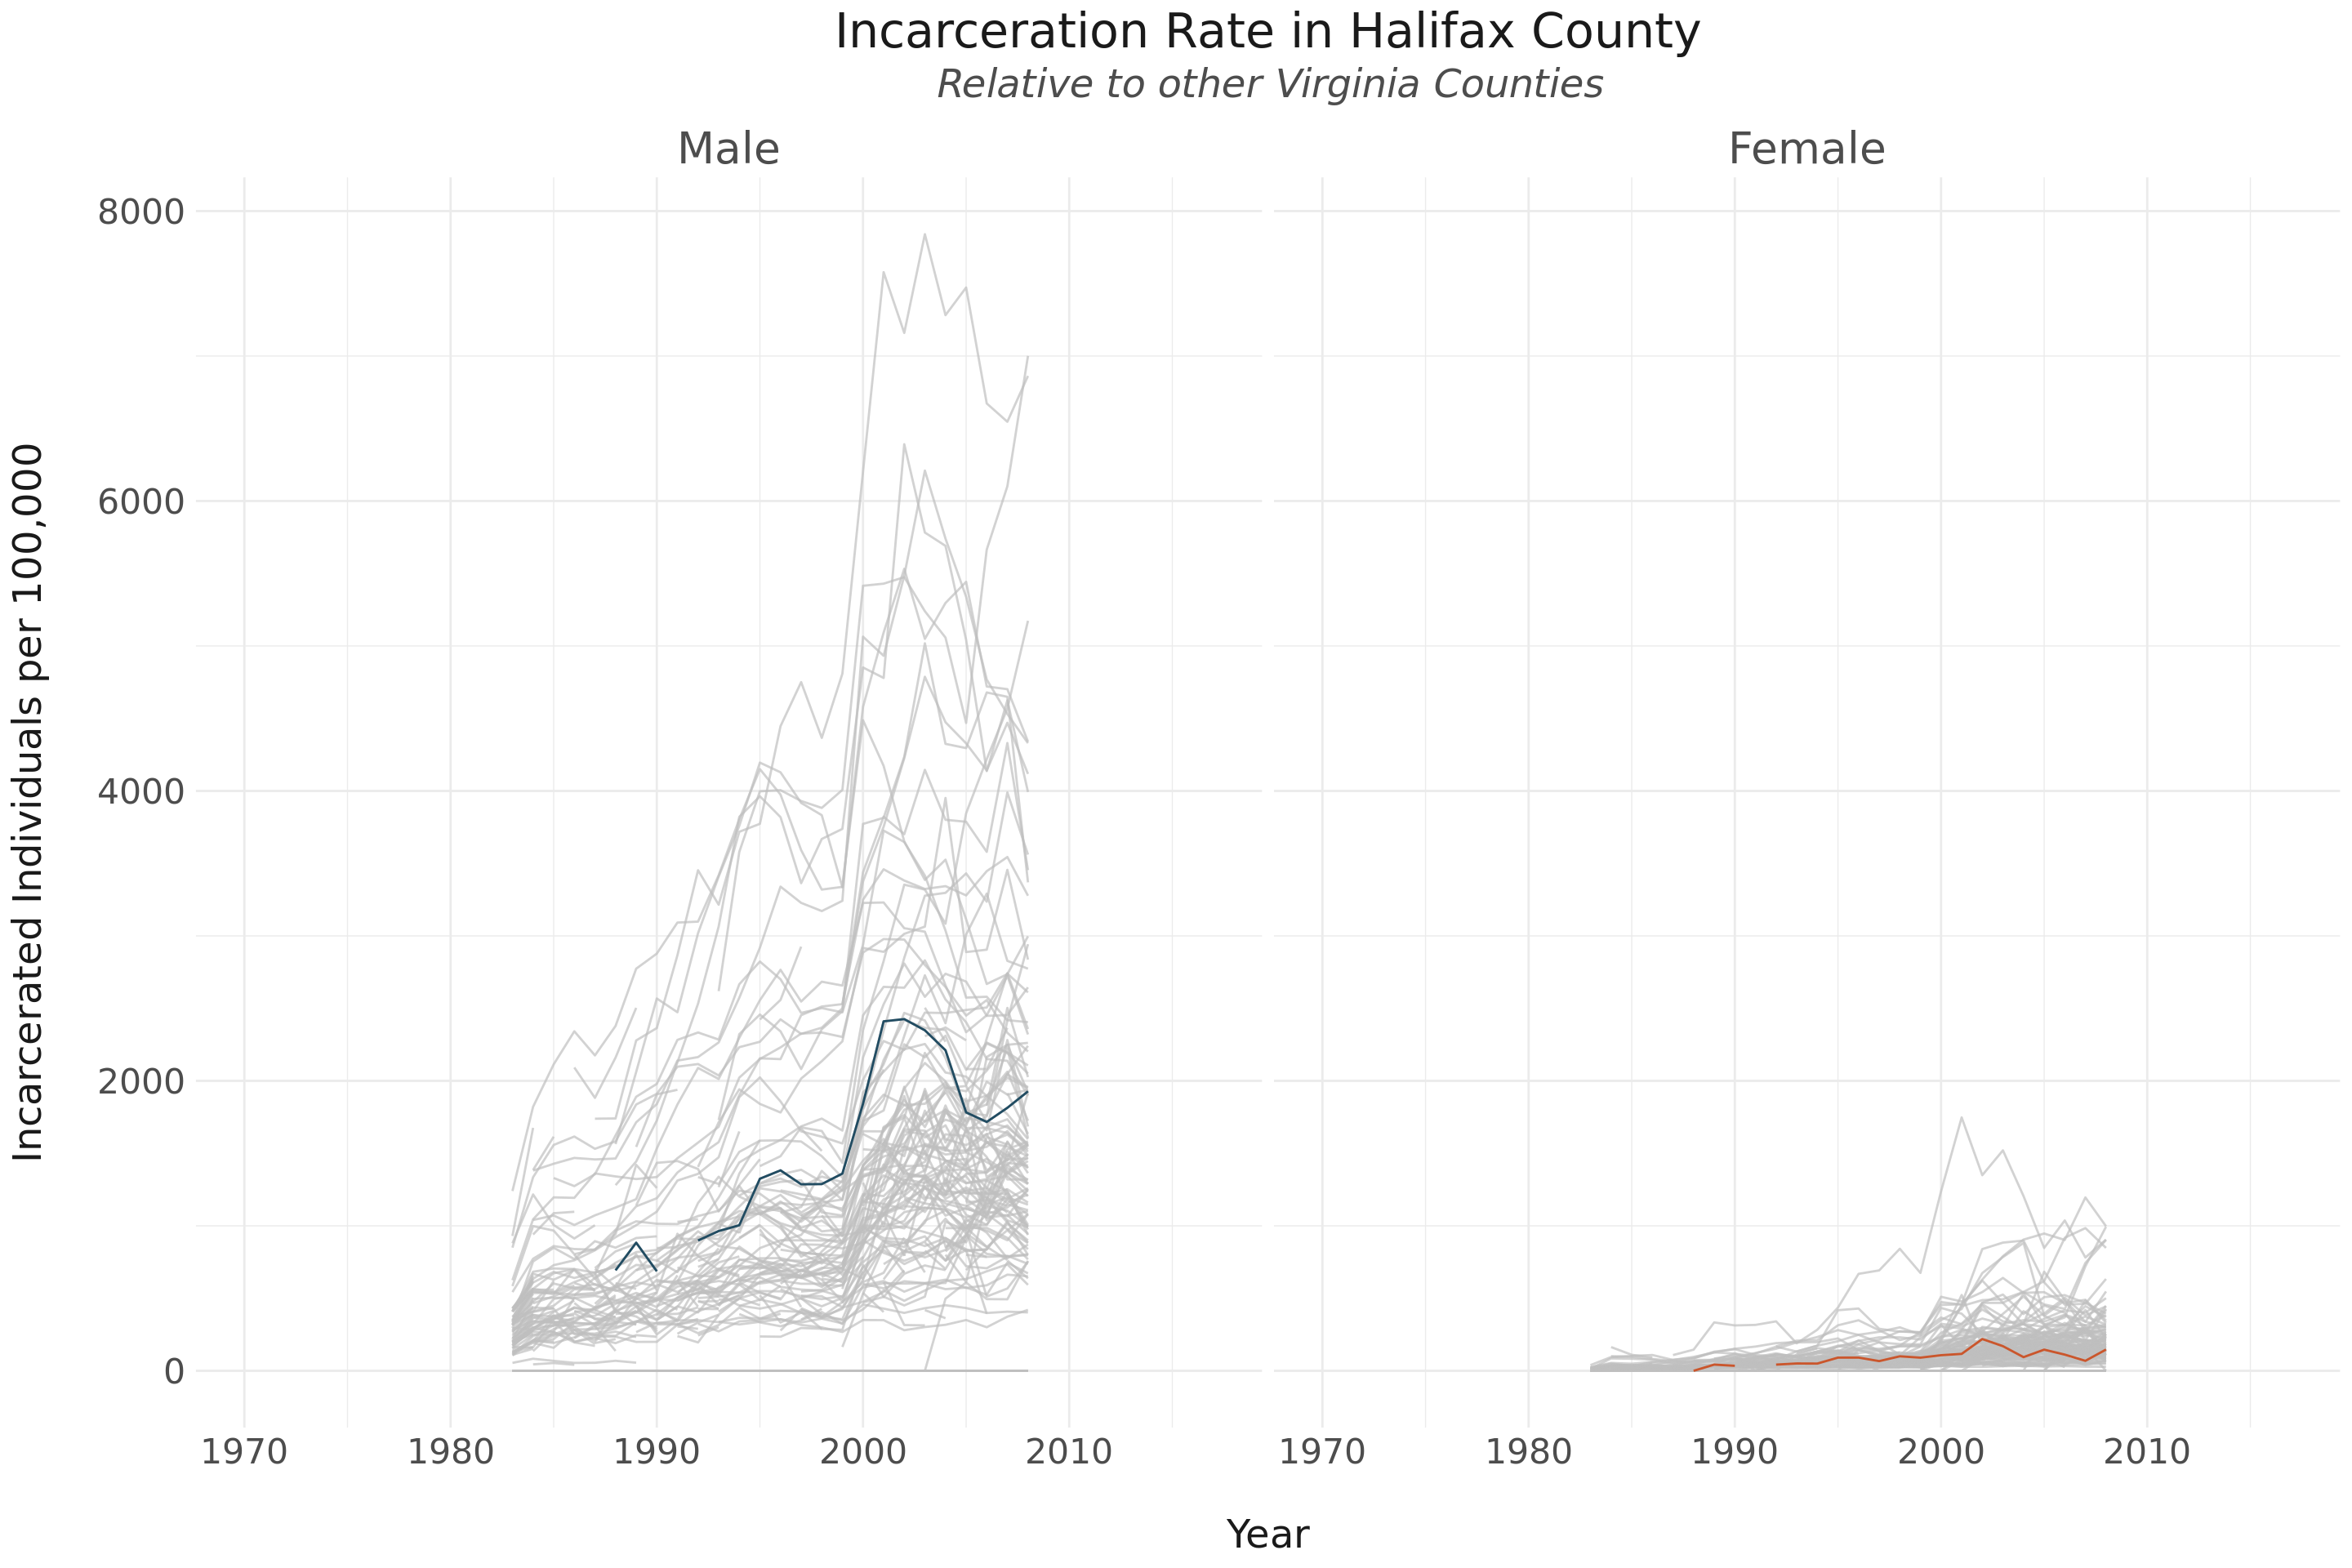 Incarceration Rate in Halifax County
Relative to other Virginia Counties
Male
Female
Incarcerated Individuals per 100,000
8000
6000
4000
2000
0
1970 1980 1990 2000 2010 1970 1980 1990 2000 2010
Year